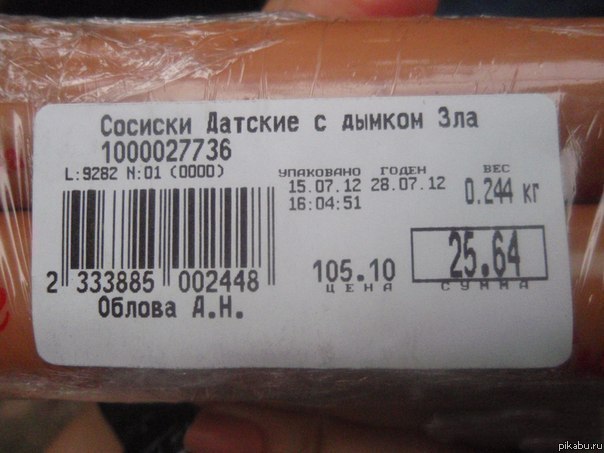 Сосиски Датские с дымком Зла
1000027736
L:9282 N:01 (0000)
УПАКОВАНО ГОДЕН ВЕС
15.07.12 28.07.12 0.244 кг
16:04:51
2 333885 002448
105.10 25.64
ЦЕНА СУММА
Облова А.Н.
pikabu.ru